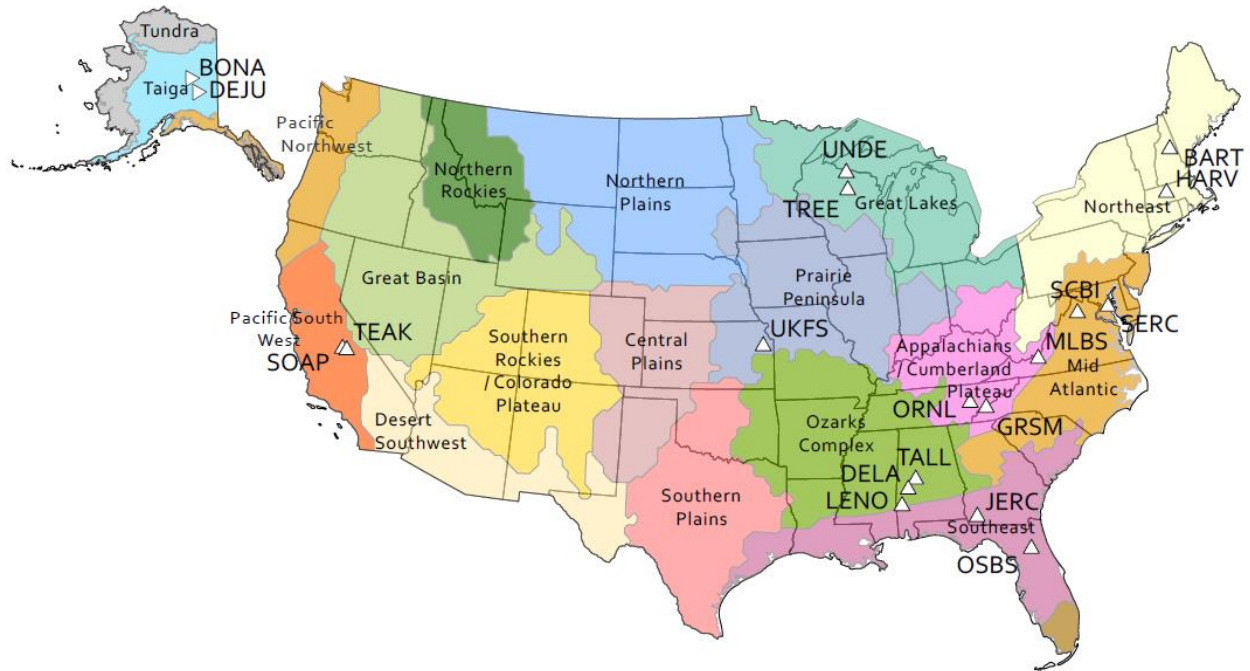 Tundra
BONA
Taiga
DEJU
Pacific
Northwest
Northern
Rockies
Northern
Plains
UNDE
TREE
Great Lakes
BART
HARV
Northeast
Great Basin
Prairie
Peninsula
SCBI
SERC
Pacific South
West
TEAK
SOAP
Southern
Rockies
/ Colorado
Plateau
Central
Plains
UKFS
Appalachians
/ Cumberland
Plateau
MLBS
Mid
Atlantic
ORNL
GRSM
Desert
Southwest
Ozarks
Complex
TALL
DELA
LENO
Southern
Plains
JERC
Southeast
OSBS